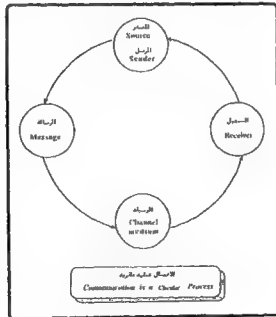 المصدر
Source
المرسل
Sender
الرسالة
Message
المستقبل
Receiver
الوسيلة
Channel
medium
الاتصال عملية دائرية
Communication is a Circular Process